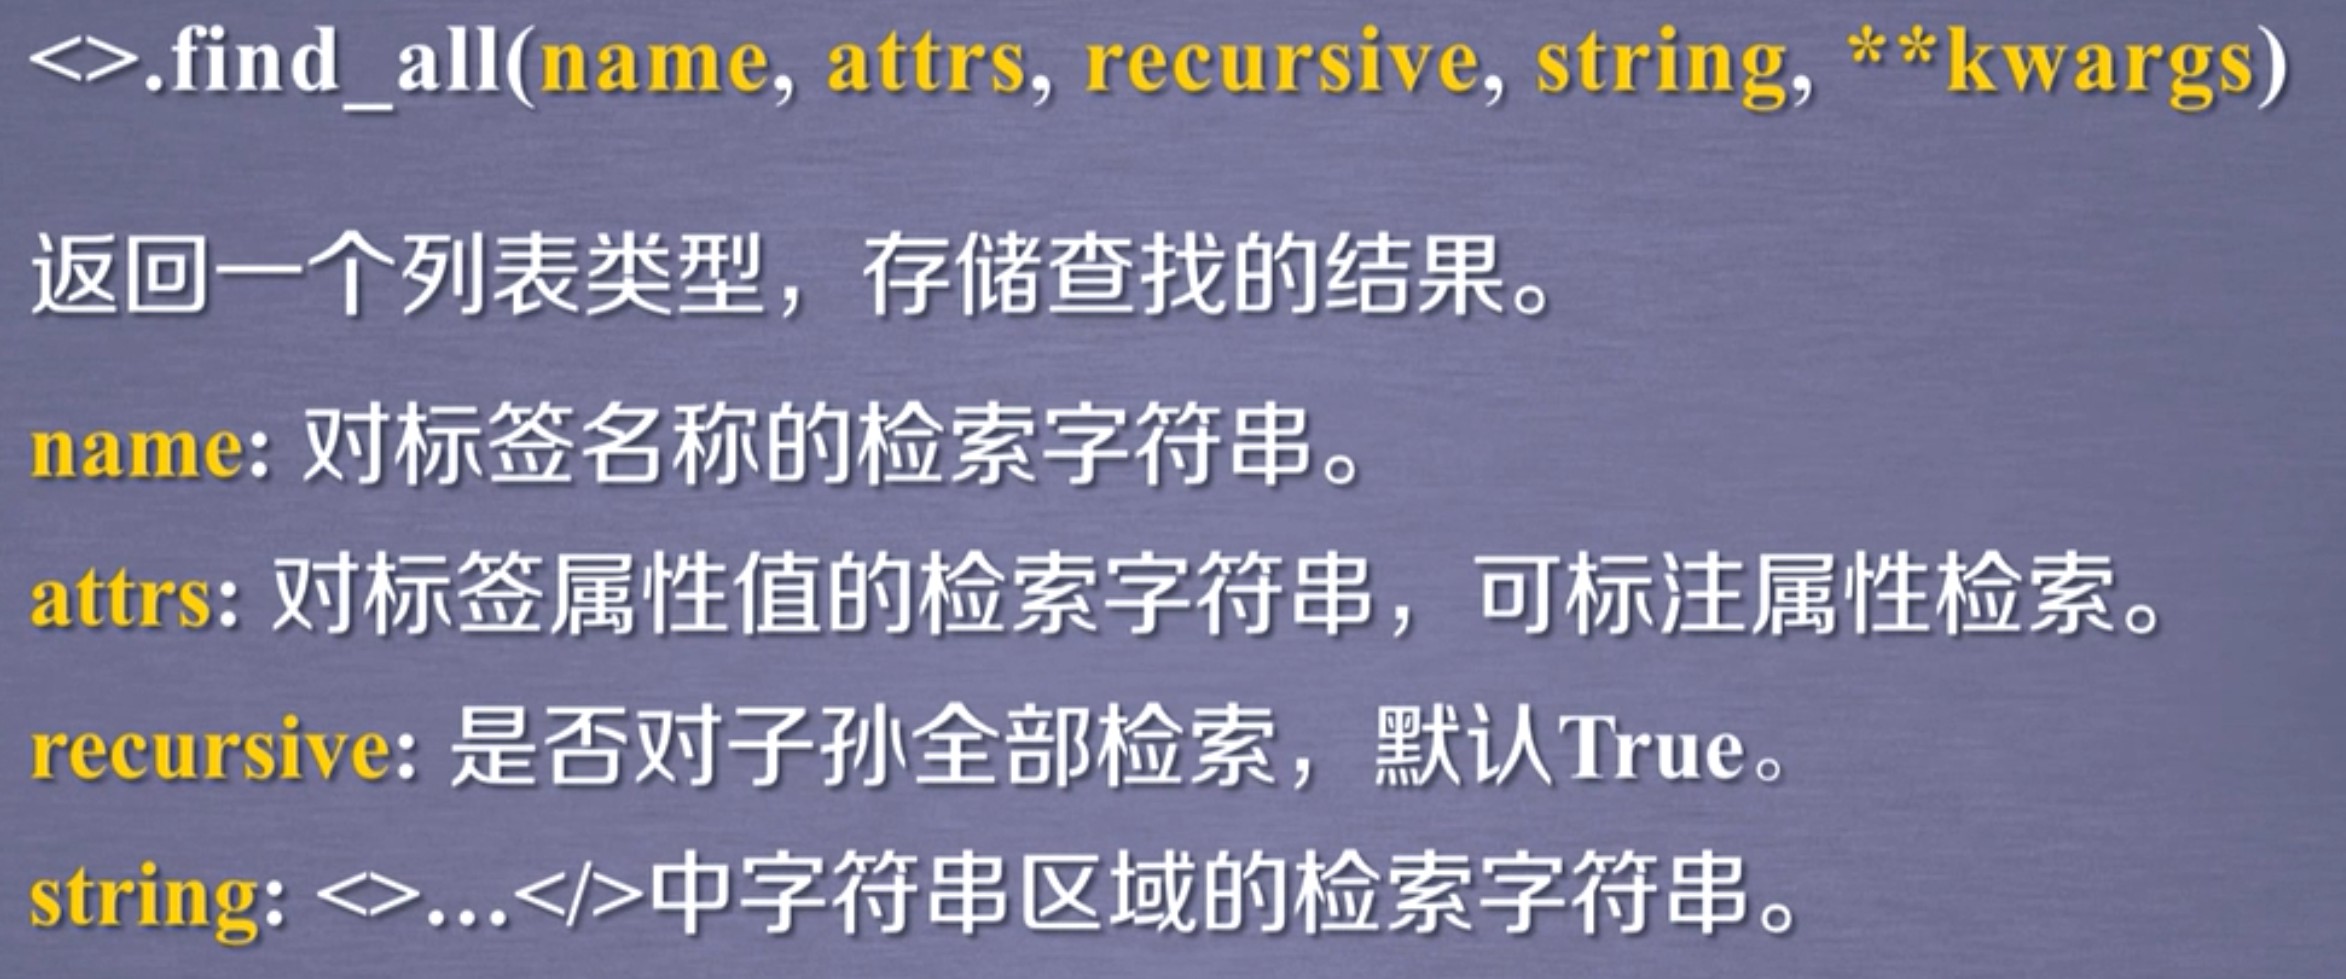 <>.find_all(name, attrs, recursive, string, **kwargs)
返回一个列表类型，存储查找的结果。
name: 对标签名称的检索字符串。
attrs: 对标签属性值的检索字符串，可标注属性检索。
recursive: 是否对子孙全部检索，默认True。
string: <>…</>中字符串区域的检索字符串。